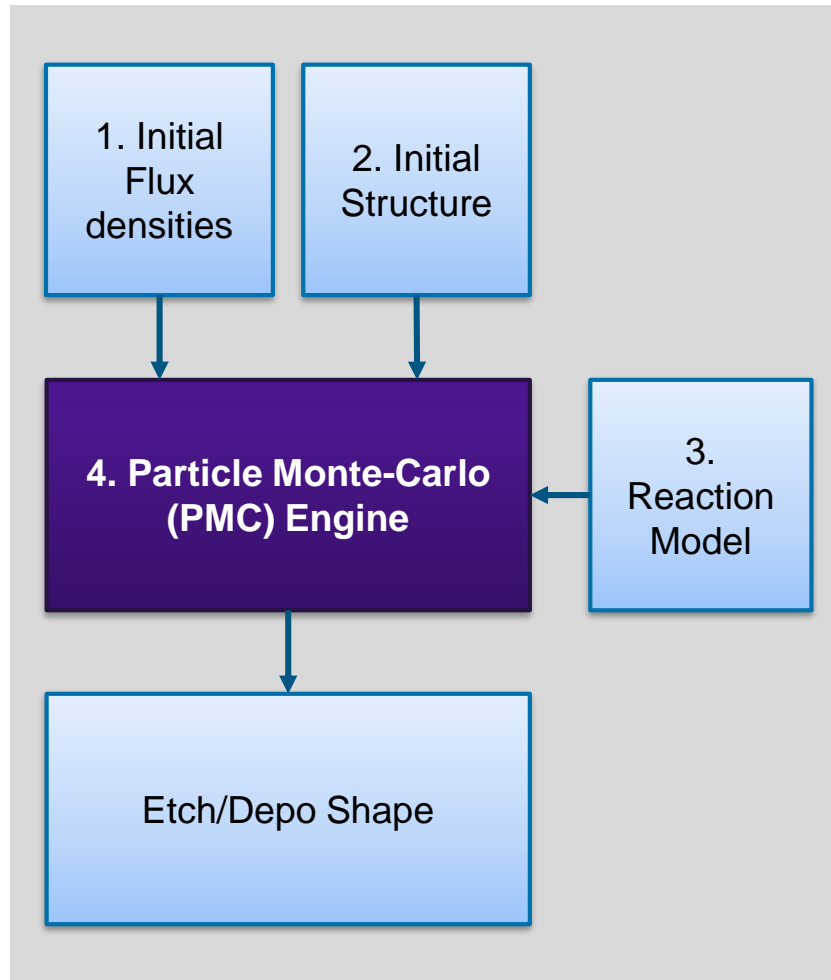 1. Initial
Flux
densities
2. Initial
Structure
4. Particle Monte-Carlo
(PMC) Engine
3.
Reaction
Model
Etch/Depo Shape